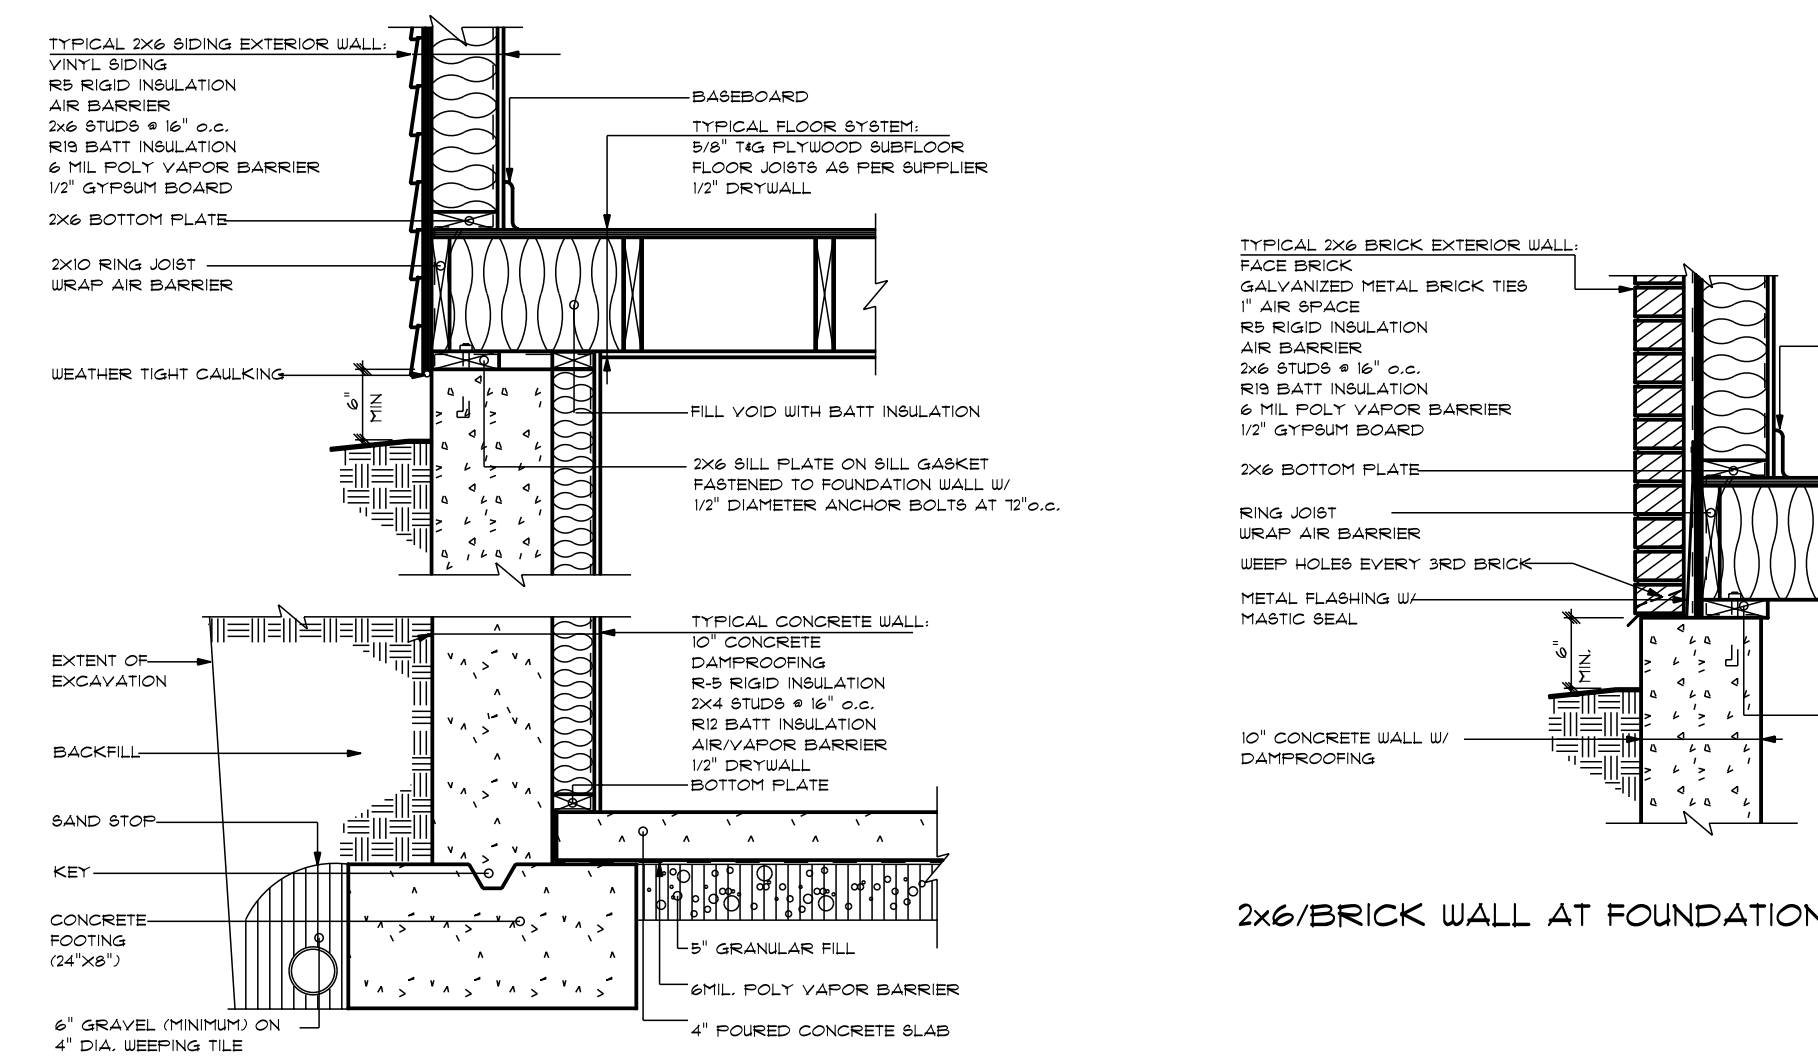 TYPICAL 2X6 SIDING EXTERIOR WALL:
VINYL SIDING
R5 RIGID INSULATION
AIR BARRIER
2x6 STUDS @ 16" o.c.
R19 BATT INSULATION
6 MIL POLY VAPOR BARRIER
1/2" GYPSUM BOARD
2X6 BOTTOM PLATE
2X10 RING JOIST
WRAP AIR BARRIER
WEATHER TIGHT CAULKING
6"
MIN
BASEBOARD
TYPICAL FLOOR SYSTEM:
5/8" T&G PLYWOOD SUBFLOOR
FLOOR JOISTS AS PER SUPPLIER
1/2" DRYWALL
FILL VOID WITH BATT INSULATION
2X6 SILL PLATE ON SILL GASKET
FASTENED TO FOUNDATION WALL W/
1/2" DIAMETER ANCHOR BOLTS AT 72"o.c.
EXTENT OF
EXCAVATION
BACKFILL
SAND STOP
KEY
CONCRETE
FOOTING
(24"X8")
6" GRAVEL (MINIMUM) ON
4" DIA. WEEPING TILE
TYPICAL CONCRETE WALL:
10" CONCRETE
DAMPROOFING
R-5 RIGID INSULATION
2X4 STUDS @ 16" o.c.
R12 BATT INSULATION
AIR/VAPOR BARRIER
1/2" DRYWALL
BOTTOM PLATE
5" GRANULAR FILL
6MIL. POLY VAPOR BARRIER
4" POURED CONCRETE SLAB
TYPICAL 2X6 BRICK EXTERIOR WALL:
FACE BRICK
GALVANIZED METAL BRICK TIES
1" AIR SPACE
R5 RIGID INSULATION
AIR BARRIER
2x6 STUDS @ 16" o.c.
R19 BATT INSULATION
6 MIL POLY VAPOR BARRIER
1/2" GYPSUM BOARD
2X6 BOTTOM PLATE
RING JOIST
WRAP AIR BARRIER
WEEP HOLES EVERY 3RD BRICK
METAL FLASHING W/
MASTIC SEAL
6"
MIN.
10" CONCRETE WALL W/
DAMPROOFING
2x6/BRICK WALL AT FOUNDATION